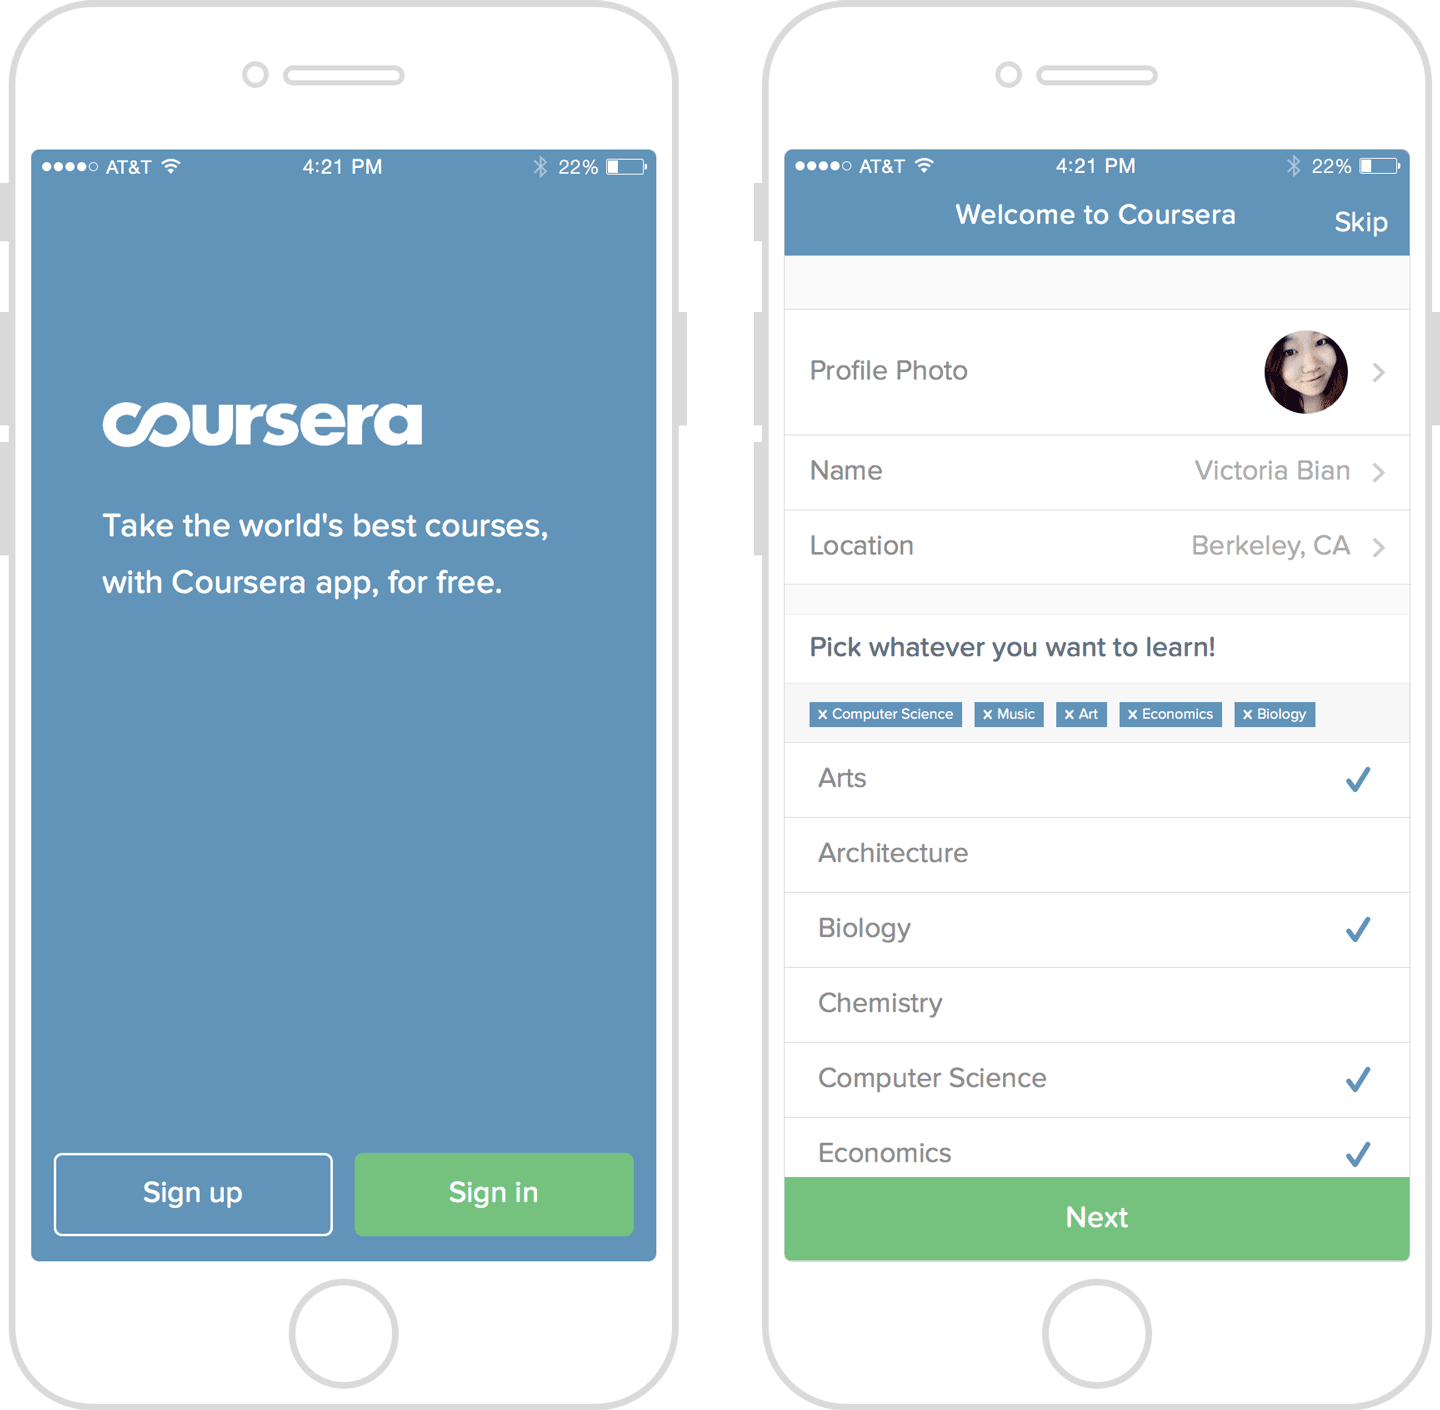 AT&T 4:21 PM 22%
coursera
Take the world's best courses,
with Coursera app, for free.
Sign up
Sign in
AT&T 4:21 PM 22%
Welcome to Coursera
Skip
Profile Photo
Name Victoria Bian
Location Berkeley, CA
Pick whatever you want to learn!
x Computer Science x Music x Art x Economics x Biology
Arts
Architecture
Biology
Chemistry
Computer Science
Economics
Next